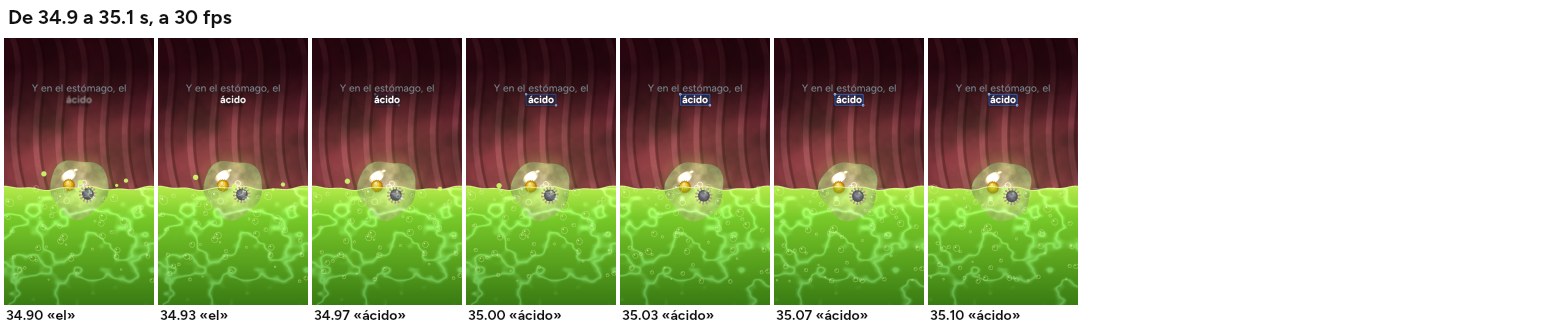 De 34.9 a 35.1 s, a 30 fps
Y en el estómago, el
ácido
Y en el estómago, el
ácido
Y en el estómago, el
ácido
Y en el estómago, el
ácido
Y en el estómago, el
ácido
Y en el estómago, el
ácido
Y en el estómago, el
ácido
34.90 «el»
34.93 «el»
34.97 «ácido»
35.00 «ácido»
35.03 «ácido»
35.07 «ácido»
35.10 «ácido»